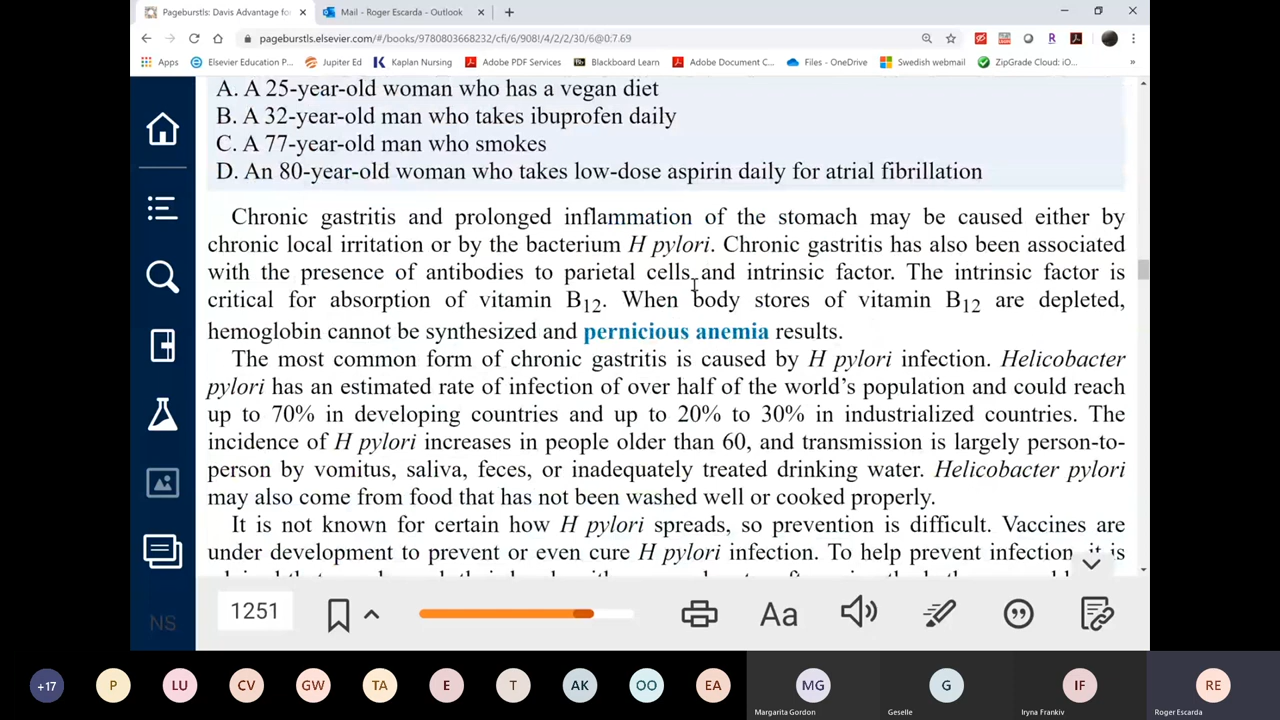 Pageburstls: Davis Advantage for
Mail - Roger Escarda - Outlook
pageburstls.elsevier.com/#/books/9780803668232/cfi/6/908!/4/2/2/30/6@0:7.69
Apps
Elsevier Education P...
Jupiter Ed
Kaplan Nursing
Adobe PDF Services
Blackboard Learn
Adobe Document C...
Files - OneDrive
Swedish webmail
ZipGrade Cloud: iO...
A. A 25-year-old woman who has a vegan diet
B. A 32-year-old man who takes ibuprofen daily
C. A 77-year-old man who smokes
D. An 80-year-old woman who takes low-dose aspirin daily for atrial fibrillation
Chronic gastritis and prolonged inflammation of the stomach may be caused either by
chronic local irritation or by the bacterium H pylori. Chronic gastritis has also been associated
with the presence of antibodies to parietal cells and intrinsic factor. The intrinsic factor is
critical for absorption of vitamin B12. When body stores of vitamin B12 are depleted,
hemoglobin cannot be synthesized and pernicious anemia results.
The most common form of chronic gastritis is caused by H pylori infection. Helicobacter
pylori has an estimated rate of infection of over half of the world's population and could reach
up to 70% in developing countries and up to 20% to 30% in industrialized countries. The
incidence of H pylori increases in people older than 60, and transmission is largely person-to-
person by vomitus, saliva, feces, or inadequately treated drinking water. Helicobacter pylori
may also come from food that has not been washed well or cooked properly.
It is not known for certain how H pylori spreads, so prevention is difficult. Vaccines are
under development to prevent or even cure H pylori infection. To help prevent infection, it is
NS
1251
Aa
+17
P
LU
CV
GW
TA
E
T
AK
OO
EA
MG
Margarita Gordon
G
Geselle
IF
Iryna Frankiv
RE
Roger Escarda